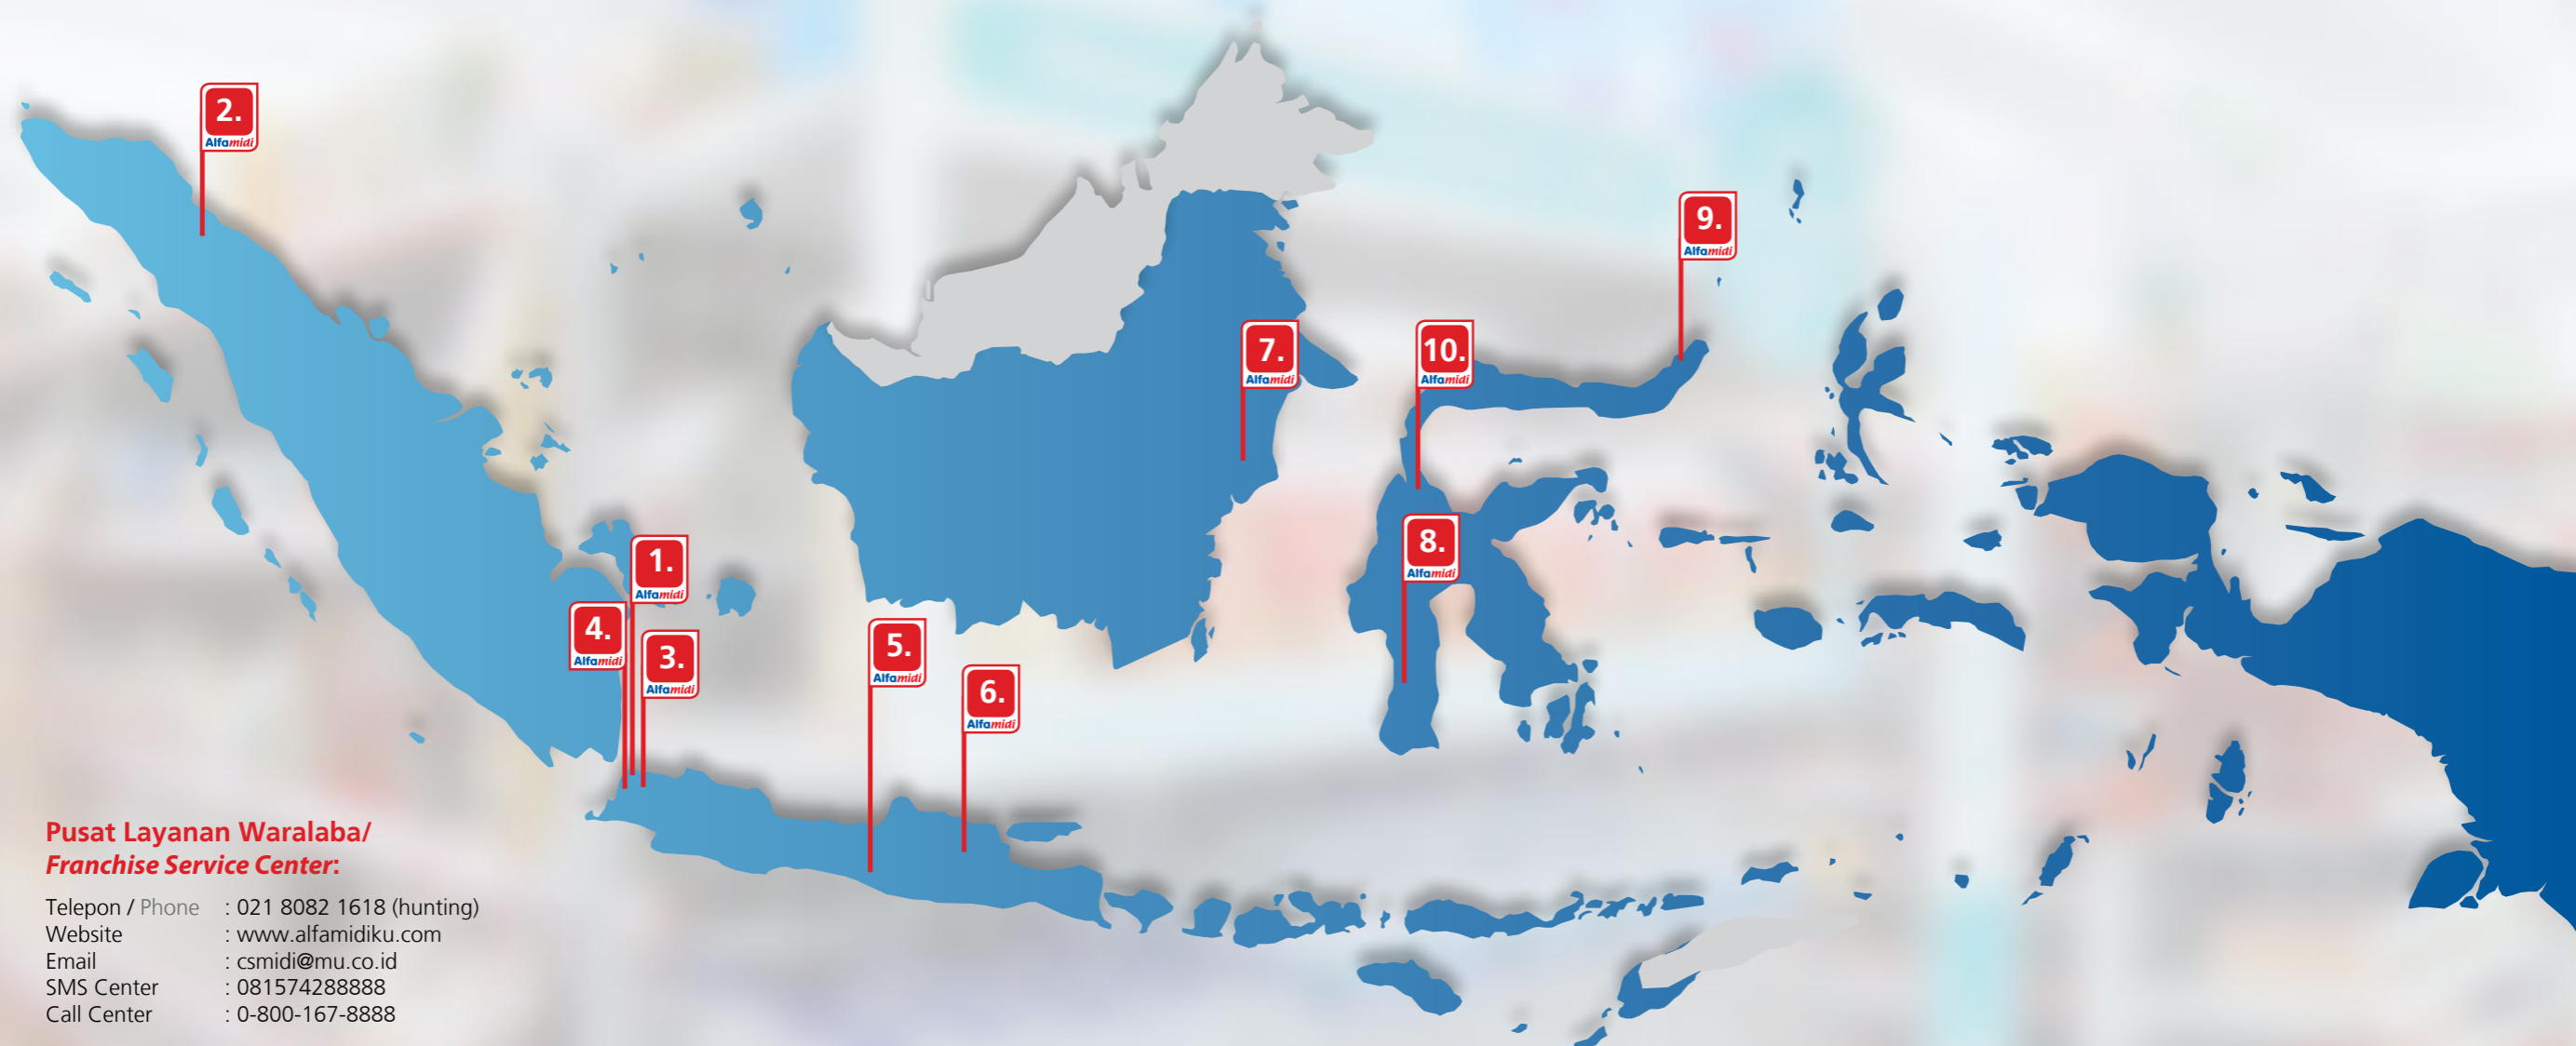 2.
Alfamidi
9.
Alfamidi
7.
Alfamidi
10.
Alfamidi
8.
Alfamidi
1.
Alfamidi
4.
Alfamidi
3.
Alfamidi
5.
Alfamidi
6.
Alfamidi
Pusat Layanan Waralaba/
Franchise Service Center:
Telepon / Phone : 021 8082 1618 (hunting)
Website : www.alfamidiku.com
Email : csmidi@mu.co.id
SMS Center : 081574288888
Call Center : 0-800-167-8888